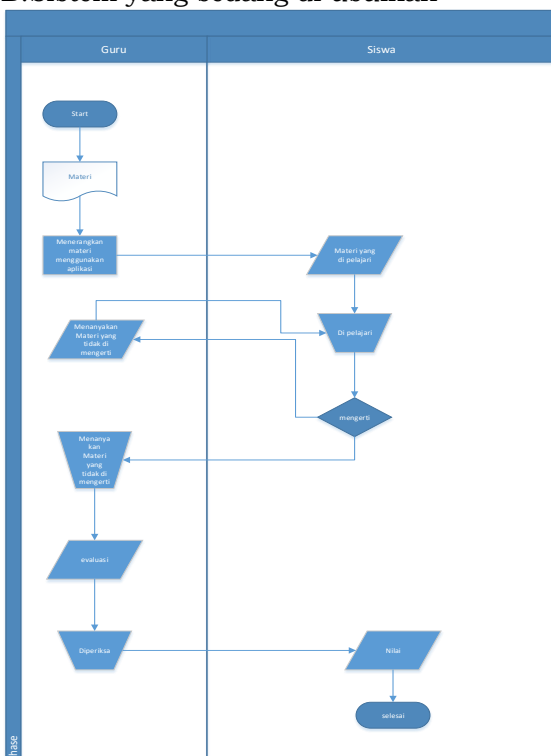 B.Sistem yang sedang di usulkan
Guru
Siswa
Start
Materi
Menerangkan
materi
menggunakan
aplikasi
Materi yang
di pelajari
Menanyakan
Materi yang
tidak di
mengerti
Di pelajari
mengerti
Menanya
kan
Materi
yang
tidak di
mengerti
evaluasi
Diperiksa
Nilai
selesai
hase